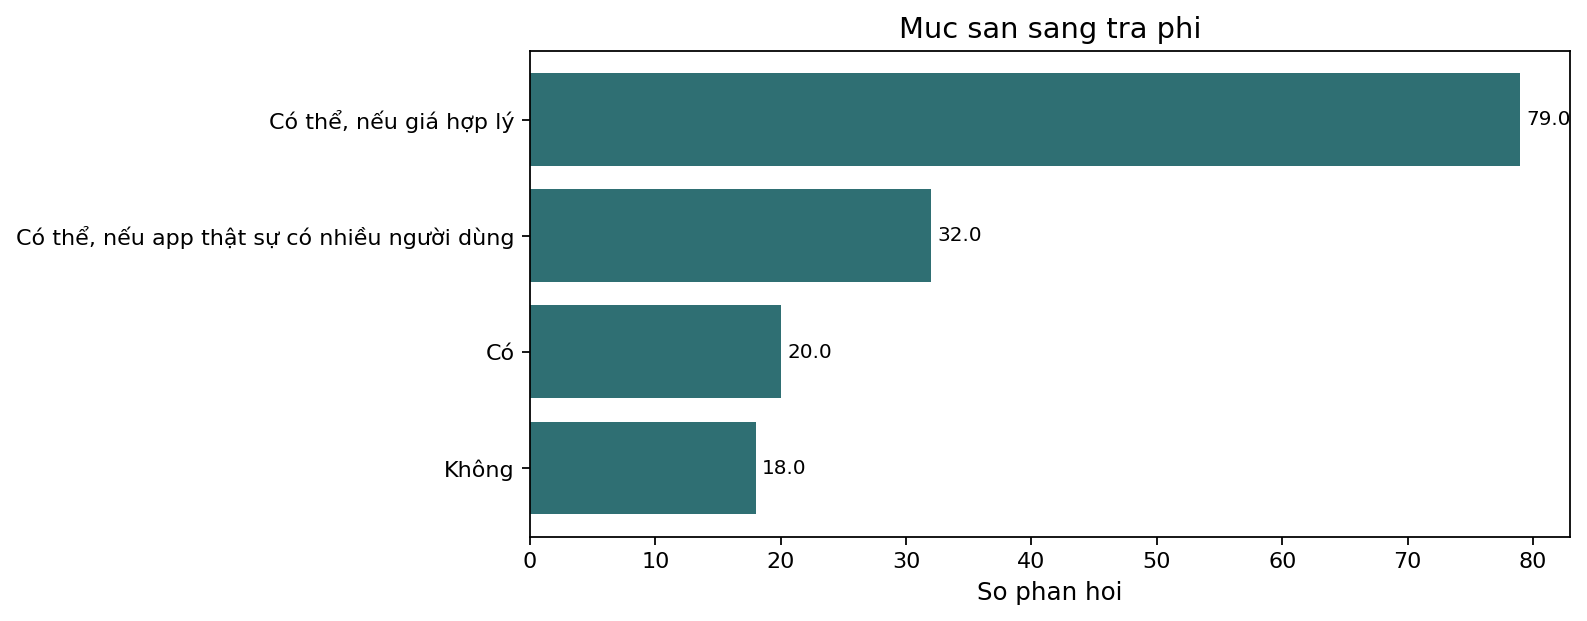 Muc san sang tra phi
Có thể, nếu giá hợp lý
79.0
Có thể, nếu app thật sự có nhiều người dùng
32.0
Có
20.0
Không
18.0
0 10 20 30 40 50 60 70 80
So phan hoi